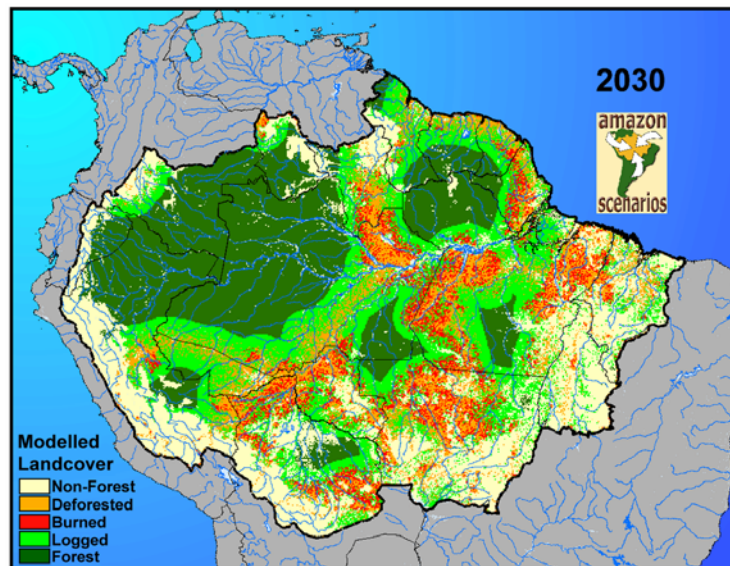 2030
amazon
scenarios
Modelled
Landcover
Non-Forest
Deforested
Burned
Logged
Forest